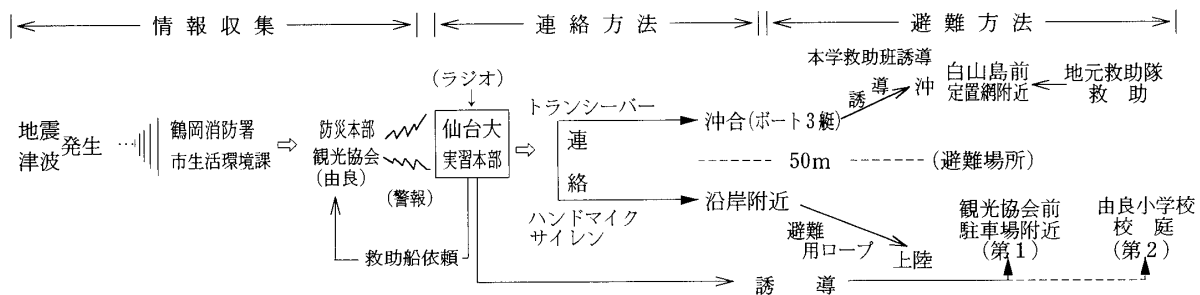 情報収集
連絡方法
避難方法
(ラジオ)
地震
津波
発生
鶴岡消防署
市生活環境課
防災本部
観光協会
(由良)
(警報)
仙台大
実習本部
救助船依頼
トランシーバー
連
絡
ハンドマイク
サイレン
沖合(ボート3艇)
50m
(避難場所)
沿岸附近
本学救助班誘導
誘導
沖
白山島前
定置網附近
地元救助隊
救助
避難
用ロープ
上陸
誘導
観光協会前
駐車場附近
(第1)
由良小学校
校庭
(第2)